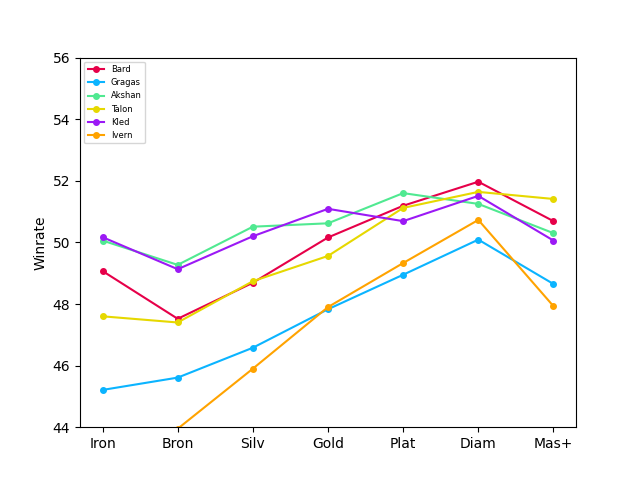 56
54
52
50
48
46
44
Winrate
Bard
Gragas
Akshan
Talon
Kled
Ivern
Iron Bron Silv Gold Plat Diam Mas+